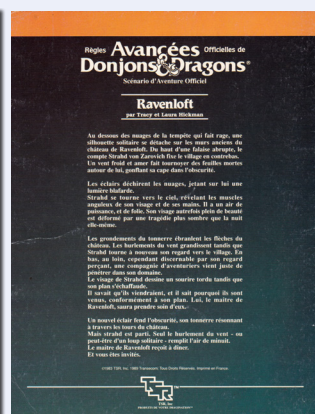 Règles Avancées Officielles de
Donjons & Dragons®
Scénario d'Aventure Officiel
Ravenloft
par Tracy et Laura Hickman
Au dessous des nuages de la tempête qui fait rage, une
silhouette solitaire se détache sur les murs anciens du
château de Ravenloft. Du haut d'une falaise abrupte, le
compte Strahd von Zarovich fixe le village en contrebas.
Un vent froid et amer fait tournoyer des feuilles mortes
autour de lui, gonflant sa cape dans l'obscurité.
Les éclairs déchirent les nuages, jetant sur lui une
lumière blafarde.
Strahd se tourne vers le ciel, révélant les muscles
anguleux de son visage et de ses mains. Il a un air de
puissance, et de folie. Son visage autrefois plein de beauté
est déformé par une tragédie plus sombre que la nuit
elle-même.
Les grondements du tonnerre ébranlent les flèches du
château. Les hurlements du vent grandissent tandis que
Strahd tourne à nouveau son regard vers le village. En
bas, au loin, cependant discernable par son regard
perçant, une compagnie d'aventuriers vient juste de
pénétrer dans son domaine.
Le visage de Strahd dessine un sourire tordu tandis que
son plan s'échaffaude.
Il savait qu'ils viendraient, et il sait pourquoi ils sont
venus, conformément à son plan. Lui, le maître de
Ravenloft, saura prendre soin d'eux.
Un nouvel éclair fend l'obscurité, son tonnerre résonnant
à travers les tours du château.
Mais strahd est parti. Seul le hurlement du vent - ou
peut-être d'un loup solitaire - remplit l'air de minuit.
Le maître de Ravenloft reçoit à dîner.
Et vous êtes invités.
TSR, Inc.
PRODUITS DE VOTRE IMAGINATION™